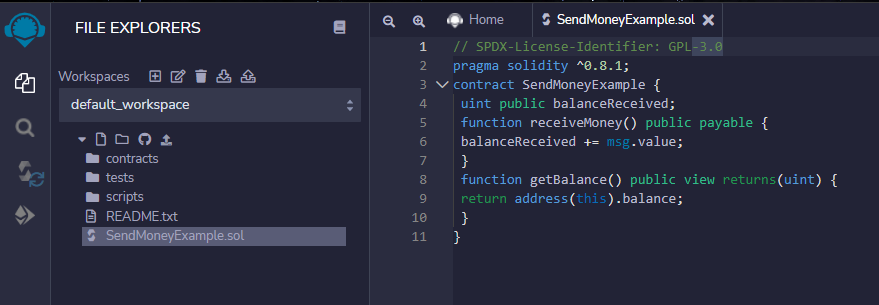 FILE EXPLORERS
Workspaces
default_workspace
contracts
tests
scripts
README.txt
SendMoneyExample.sol
Home
SendMoneyExample.sol
1 // SPDX-License-Identifier: GPL-3.0
2 pragma solidity ^0.8.1;
3 contract SendMoneyExample {
4 uint public balanceReceived;
5 function receiveMoney() public payable {
6 balanceReceived += msg.value;
7 }
8 function getBalance() public view returns(uint) {
9 return address(this).balance;
10 }
11 }